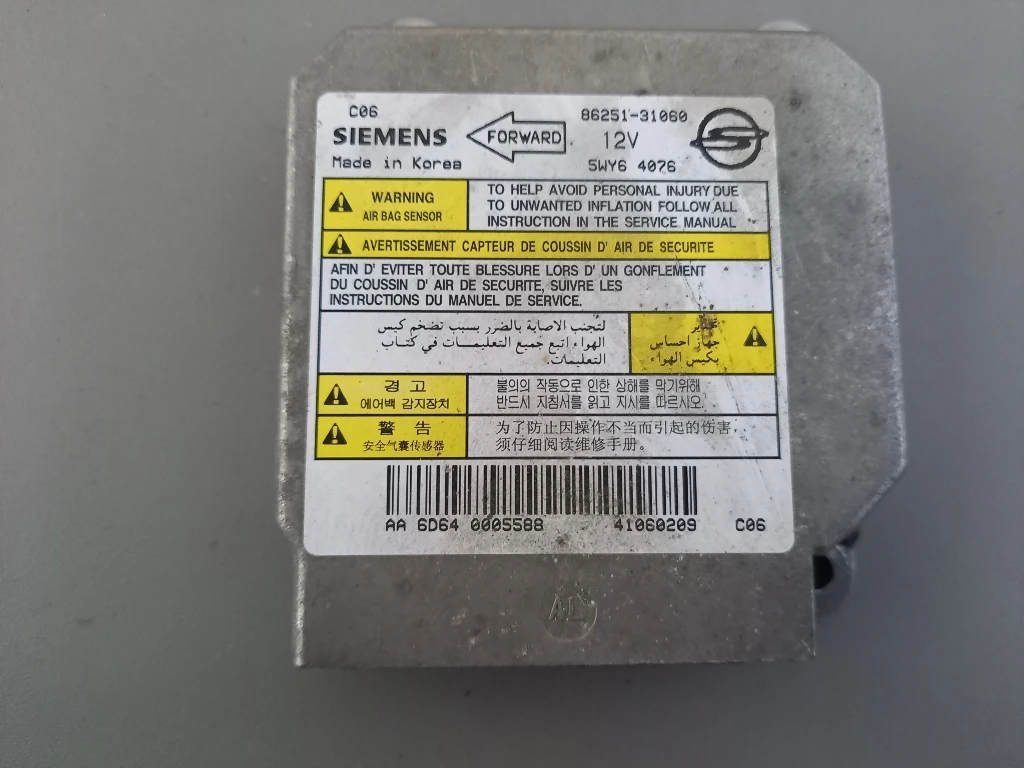 C06
86251-31060
SIEMENS
FORWARD
12V
Made in Korea
5WY6 4076
WARNING
AIR BAG SENSOR
TO HELP AVOID PERSONAL INJURY DUE
TO UNWANTED INFLATION FOLLOW ALL
INSTRUCTION IN THE SERVICE MANUAL
AVERTISSEMENT CAPTEUR DE COUSSIN D' AIR DE SECURITE
AFIN D' EVITER TOUTE BLESSURE LORS D' UN GONFLEMENT
DU COUSSIN D' AIR DE SECURITE, SUIVRE LES
INSTRUCTIONS DU MANUEL DE SERVICE.
تحذير
جهاز احساس
بكيس الهواء
لتجنب الاصابة بالضرر بسبب تضخم كيس
الهواء اتبع جميع التعليمات في كتاب
التعليمات.
경 고
에어백 감지장치
불의의 작동으로 인한 상해를 막기위해
반드시 지침서를 읽고 지시를 따르시오.
警 告
安全气囊传感器
为了防止因操作不当而引起的伤害,
须仔细阅读维修手册。
AA 6D64 0005588 41060209 C06
AL